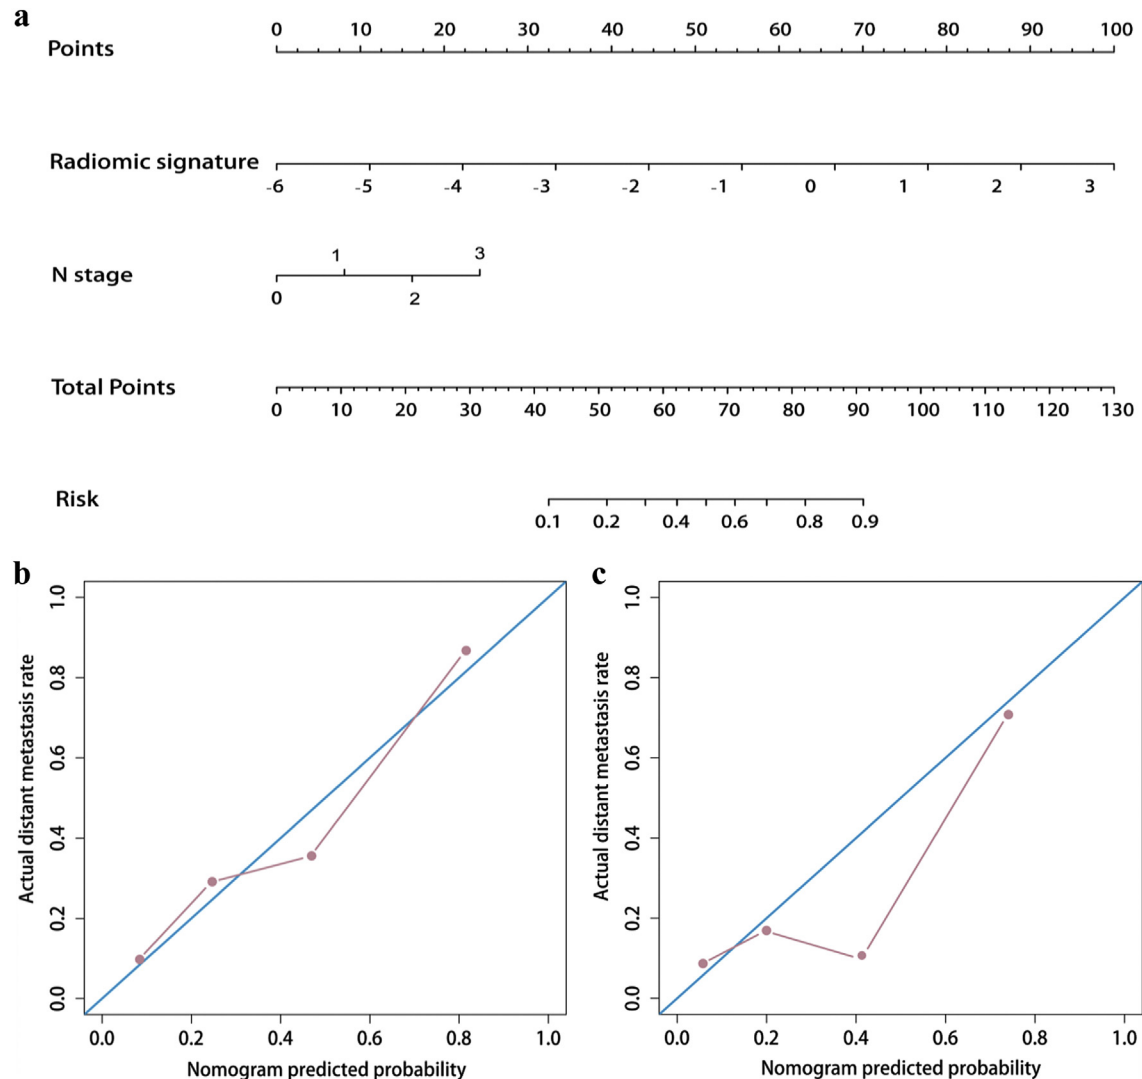 a
0 10 20 30 40 50 60 70 80 90 100
Points
Radiomic signature
-6 -5 -4 -3 -2 -1 0 1 2 3
1 3
N stage
0 2
Total Points
0 10 20 30 40 50 60 70 80 90 100 110 120 130
Risk
0.1 0.2 0.4 0.6 0.8 0.9
b
Actual distant metastasis rate
1.0
0.8
0.6
0.4
0.2
0.0
0.0 0.2 0.4 0.6 0.8 1.0
Nomogram predicted probability
c
Actual distant metastasis rate
1.0
0.8
0.6
0.4
0.2
0.0
0.0 0.2 0.4 0.6 0.8 1.0
Nomogram predicted probability